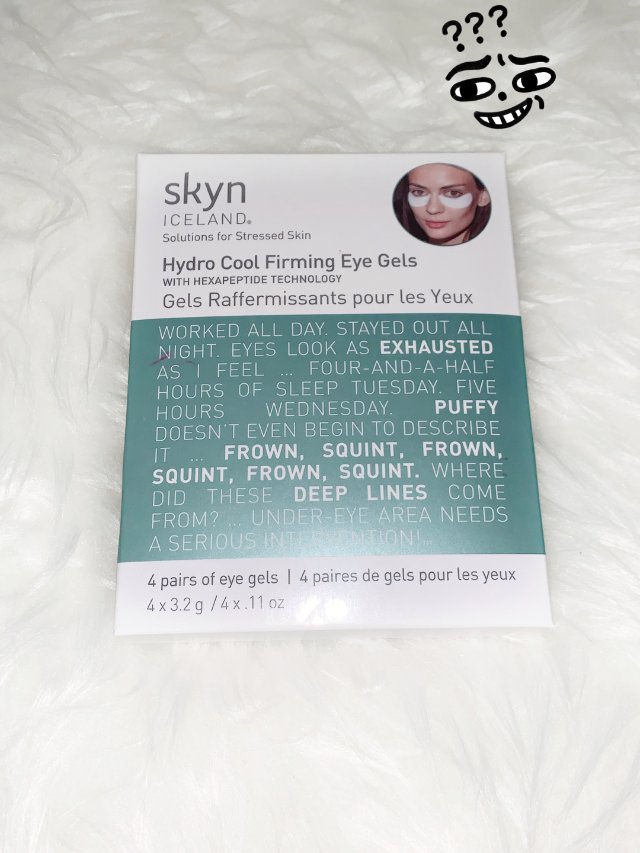 ???
skyn
ICELAND®
Solutions for Stressed Skin
Hydro Cool Firming Eye Gels
WITH HEXAPEPTIDE TECHNOLOGY
Gels Raffermissants pour les Yeux
WORKED ALL DAY. STAYED OUT ALL
NIGHT. EYES LOOK AS EXHAUSTED
AS I FEEL ... FOUR-AND-A-HALF
HOURS OF SLEEP TUESDAY. FIVE
HOURS WEDNESDAY. PUFFY
DOESN'T EVEN BEGIN TO DESCRIBE
IT ... FROWN, SQUINT, FROWN,
SQUINT, FROWN, SQUINT. WHERE
DID THESE DEEP LINES COME
FROM? ... UNDER-EYE AREA NEEDS
A SERIOUS INTERVENTION!...
4 pairs of eye gels | 4 paires de gels pour les yeux
4 x 3.2 g / 4 x .11 oz